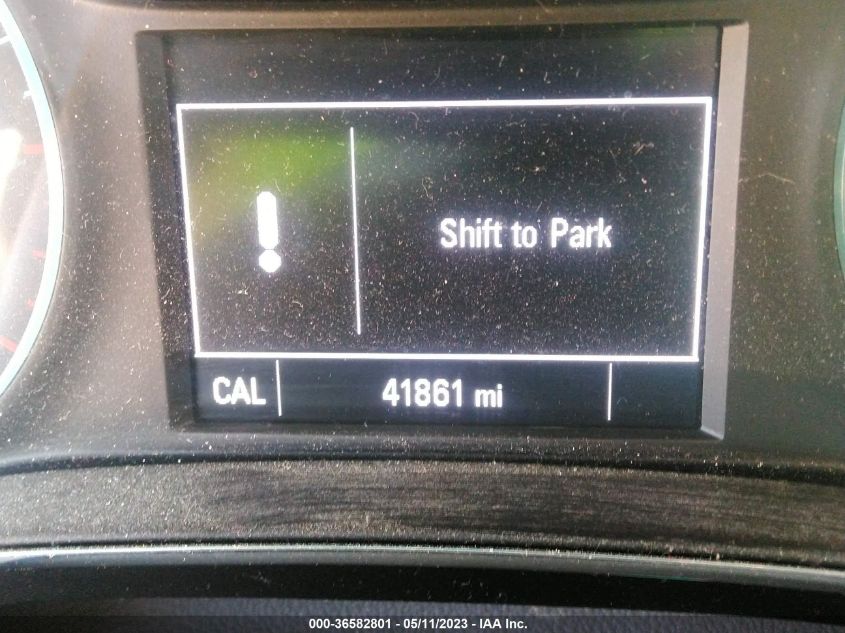 !
Shift to Park
CAL 41861 mi
000-36582801 - 05/11/2023 - IAA Inc.